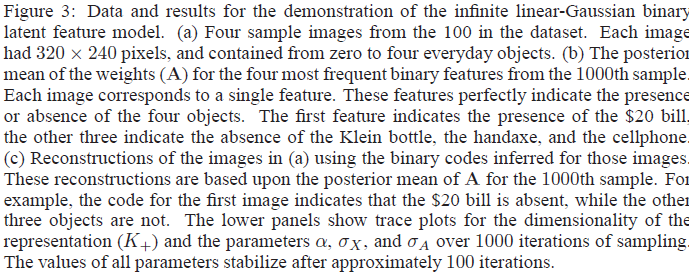 Figure 3: Data and results for the demonstration of the infinite linear-Gaussian binary
latent feature model. (a) Four sample images from the 100 in the dataset. Each image
had 320 × 240 pixels, and contained from zero to four everyday objects. (b) The posterior
mean of the weights (A) for the four most frequent binary features from the 1000th sample.
Each image corresponds to a single feature. These features perfectly indicate the presence
or absence of the four objects. The first feature indicates the presence of the $20 bill,
the other three indicate the absence of the Klein bottle, the handaxe, and the cellphone.
(c) Reconstructions of the images in (a) using the binary codes inferred for those images.
These reconstructions are based upon the posterior mean of A for the 1000th sample. For
example, the code for the first image indicates that the $20 bill is absent, while the other
three objects are not. The lower panels show trace plots for the dimensionality of the
representation (K₊) and the parameters α, σ_X, and σ_A over 1000 iterations of sampling.
The values of all parameters stabilize after approximately 100 iterations.